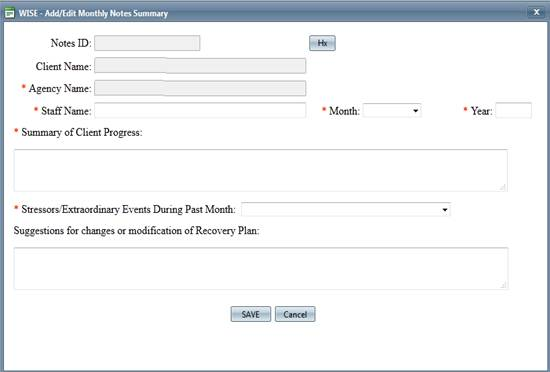 WISE - Add/Edit Monthly Notes Summary x
Notes ID: Hx
Client Name:
* Agency Name:
* Staff Name: * Month: * Year:
* Summary of Client Progress:
* Stressors/Extraordinary Events During Past Month:
Suggestions for changes or modification of Recovery Plan:
SAVE Cancel